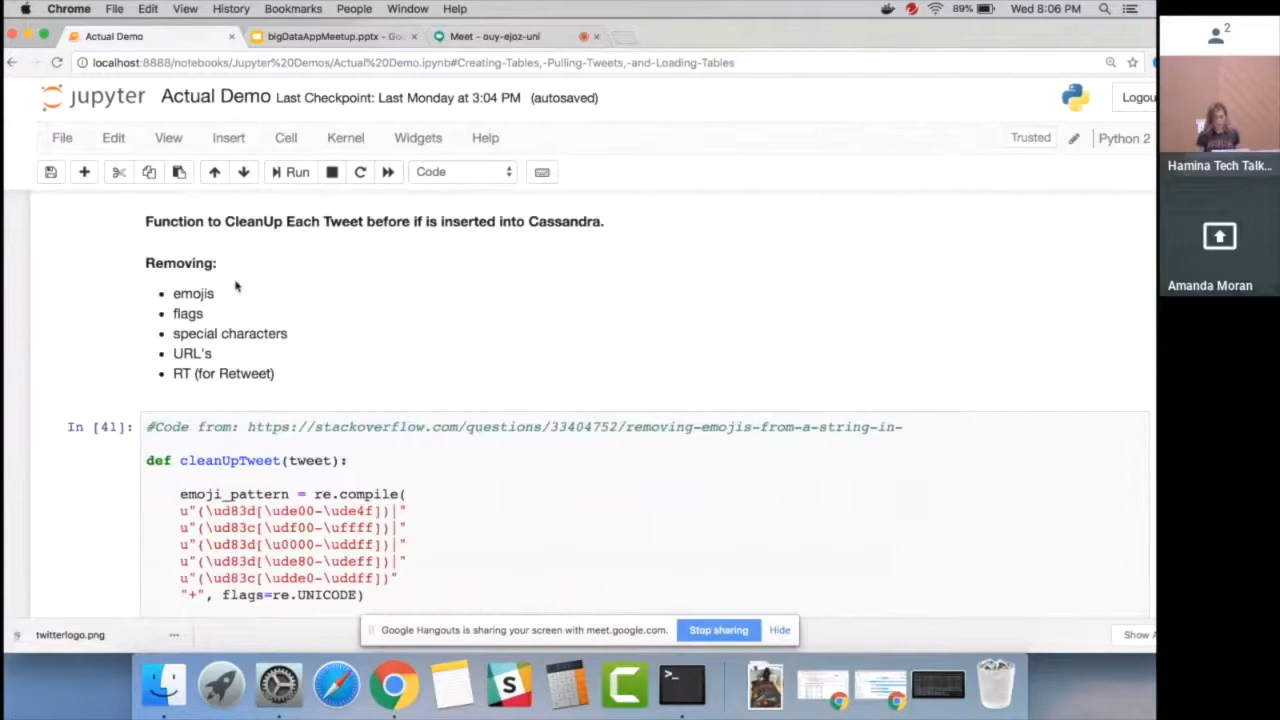 Chrome File Edit View History Bookmarks People Window Help 89% Wed 8:06 PM
Actual Demo bigDataAppMeetup.pptx - Go Meet - ouy-ejoz-uni
localhost:8888/notebooks/Jupyter%20Demos/Actual%20Demo.ipynb#Creating-Tables,-Pulling-Tweets,-and-Loading-Tables
jupyter Actual Demo Last Checkpoint: Last Monday at 3:04 PM (autosaved) Logou
File Edit View Insert Cell Kernel Widgets Help Trusted Python 2
Run Code
Function to CleanUp Each Tweet before if is inserted into Cassandra.
Removing:
emojis
flags
special characters
URL's
RT (for Retweet)
In [41]: #Code from: https://stackoverflow.com/questions/33404752/removing-emojis-from-a-string-in-
def cleanUpTweet(tweet):
emoji_pattern = re.compile(
u"(\ud83d[\ude00-\ude4f])|"
u"(\ud83c[\udf00-\uffff])|"
u"(\ud83d[\u0000-\uddff])|"
u"(\ud83d[\ude80-\udeff])|"
u"(\ud83c[\udde0-\uddff])"
"+", flags=re.UNICODE)
Google Hangouts is sharing your screen with meet.google.com. Stop sharing Hide
twitterlogo.png ... Show A
2
Hamina Tech Talk...
Amanda Moran